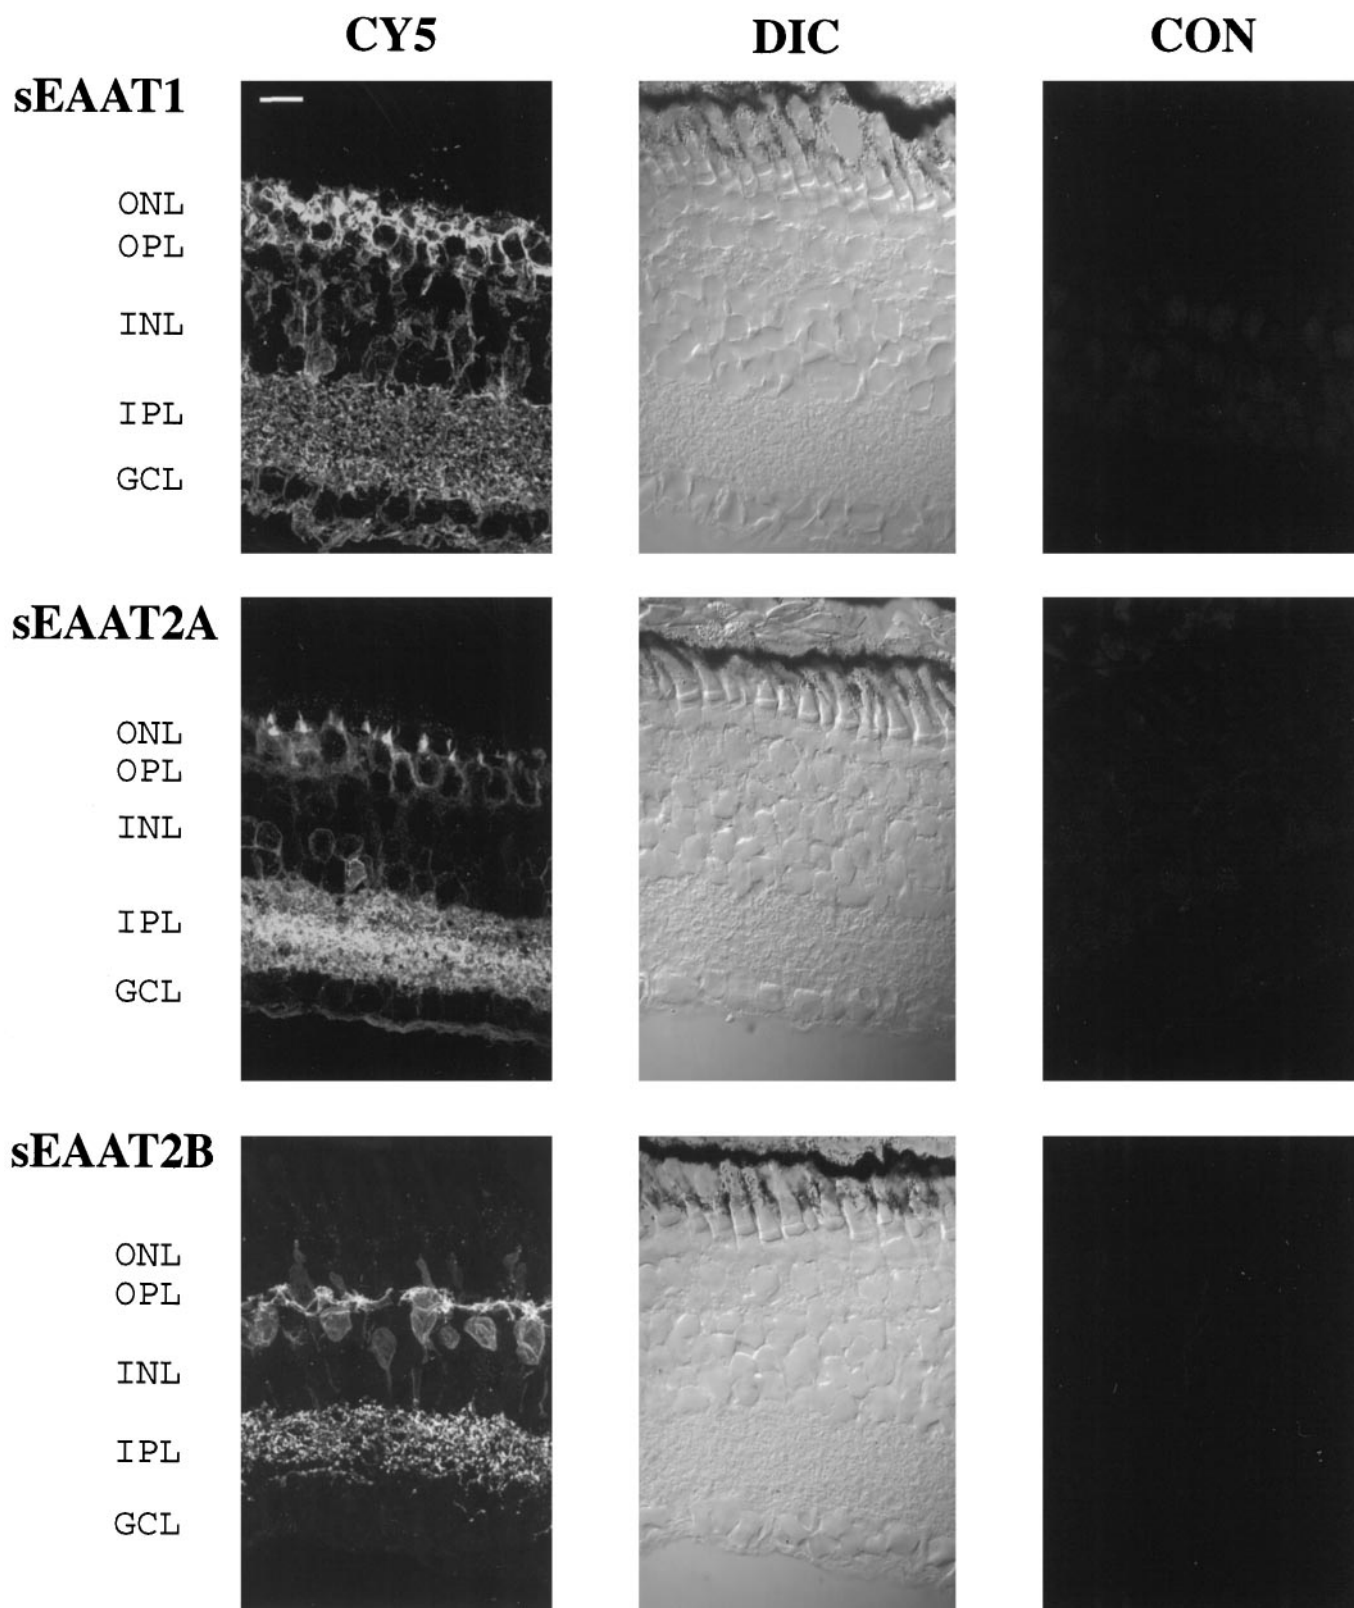 CY5 DIC CON
sEAAT1
ONL
OPL
INL
IPL
GCL
sEAAT2A
ONL
OPL
INL
IPL
GCL
sEAAT2B
ONL
OPL
INL
IPL
GCL